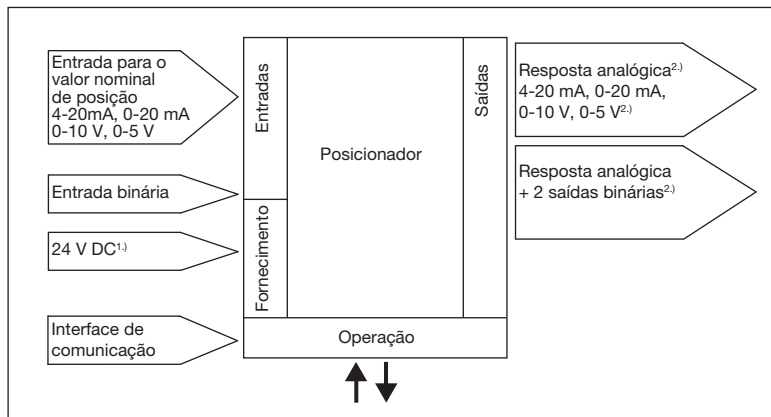 Entrada para o
valor nominal
de posição
4-20mA, 0-20 mA
0-10 V, 0-5 V
Entrada binária
24 V DC1.)
Interface de
comunicação
Entradas
Fornecimento
Posicionador
Operação
Saídas
Resposta analógica2.)
4-20 mA, 0-20 mA,
0-10 V, 0-5 V2.)
Resposta analógica
+ 2 saídas binárias2.)